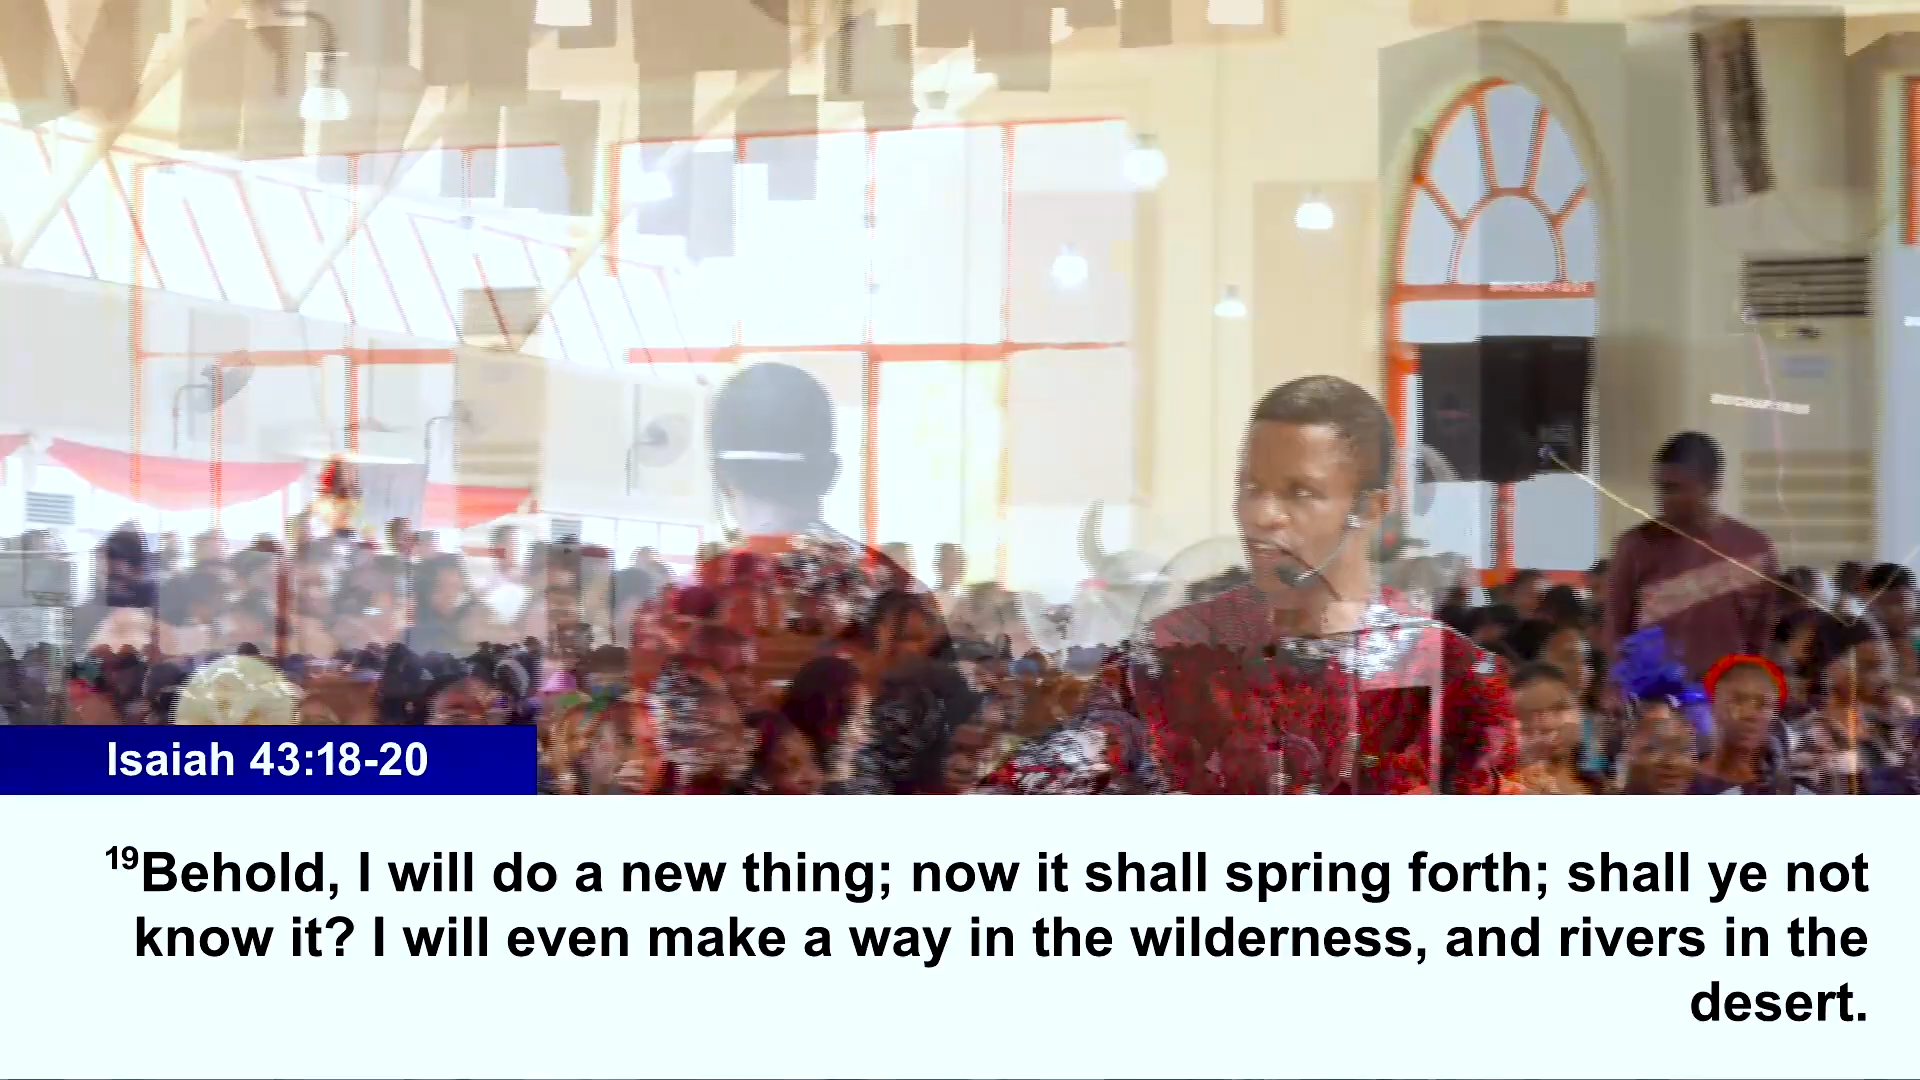 Isaiah 43:18-20
19Behold, I will do a new thing; now it shall spring forth; shall ye not
know it? I will even make a way in the wilderness, and rivers in the
desert.